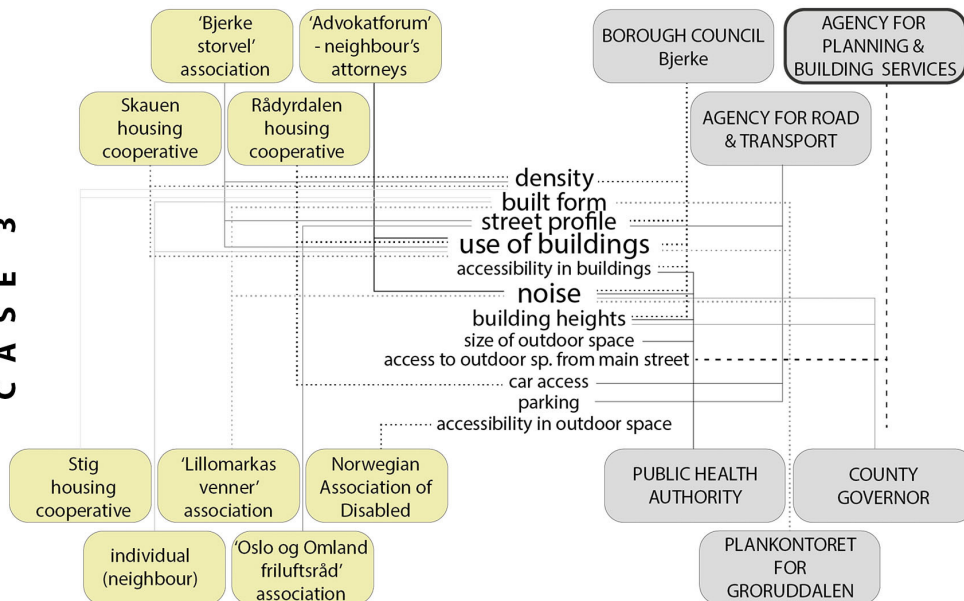 CASE 3
'Bjerke
storvel'
association
'Advokatforum'
- neighbour's
attorneys
BOROUGH COUNCIL
Bjerke
AGENCY FOR
PLANNING &
BUILDING SERVICES
Skauen
housing
cooperative
Rådyrdalen
housing
cooperative
AGENCY FOR ROAD
& TRANSPORT
density
built form
street profile
use of buildings
accessibility in buildings
noise
building heights
size of outdoor space
access to outdoor sp. from main street
car access
parking
accessibility in outdoor space
Stig
housing
cooperative
'Lillomarkas
venner'
association
Norwegian
Association of
Disabled
PUBLIC HEALTH
AUTHORITY
COUNTY
GOVERNOR
individual
(neighbour)
'Oslo og Omland
friluftsråd'
association
PLANKONTORET
FOR
GRORUDDALEN